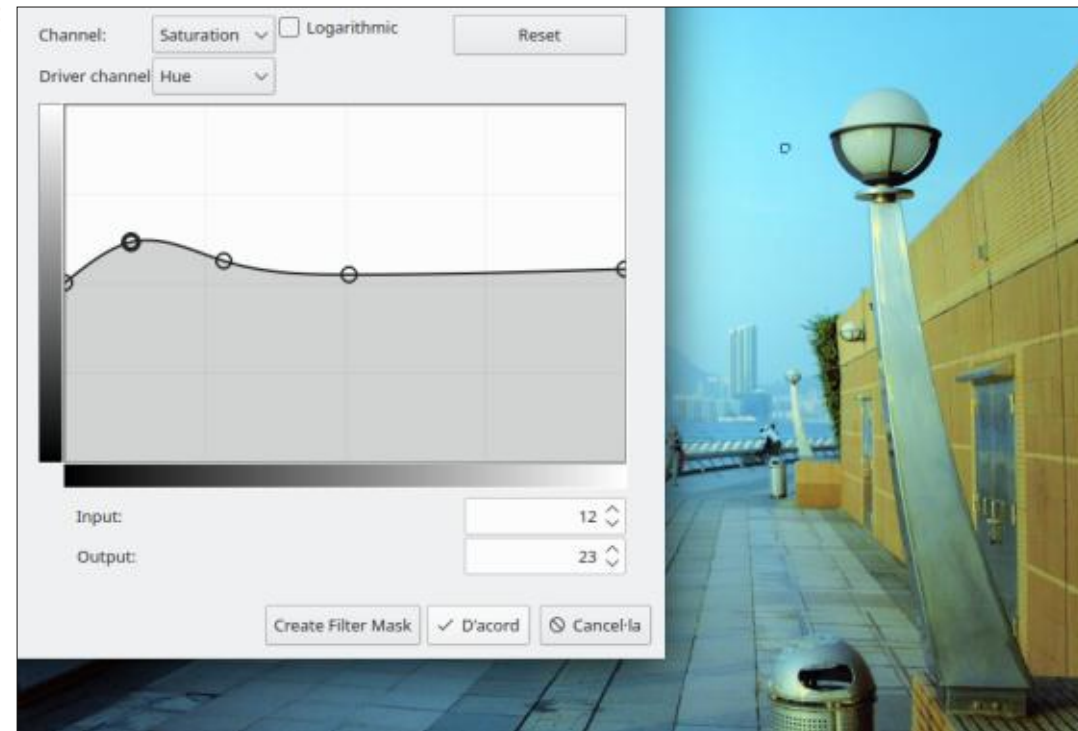 Channel: Saturation Logarithmic Reset
Driver channel Hue
Input: 12
Output: 23
Create Filter Mask D'acord Cancel·la